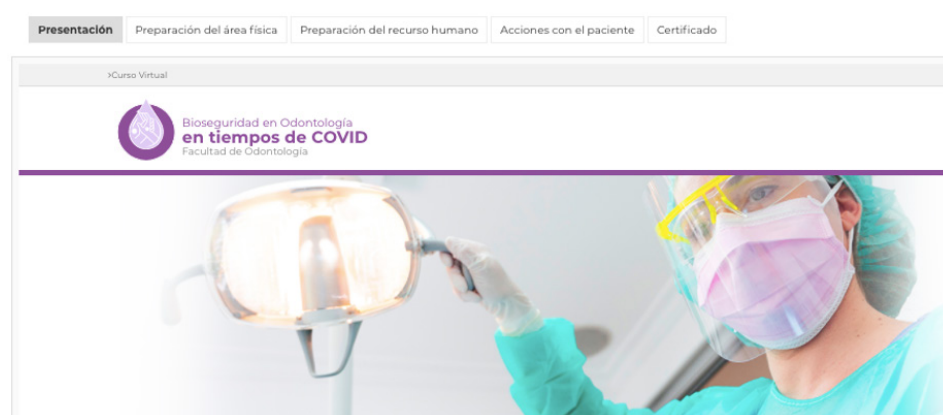 Presentación
Preparación del área física
Preparación del recurso humano
Acciones con el paciente
Certificado
>Curso Virtual
Bioseguridad en Odontología
en tiempos de COVID
Facultad de Odontología